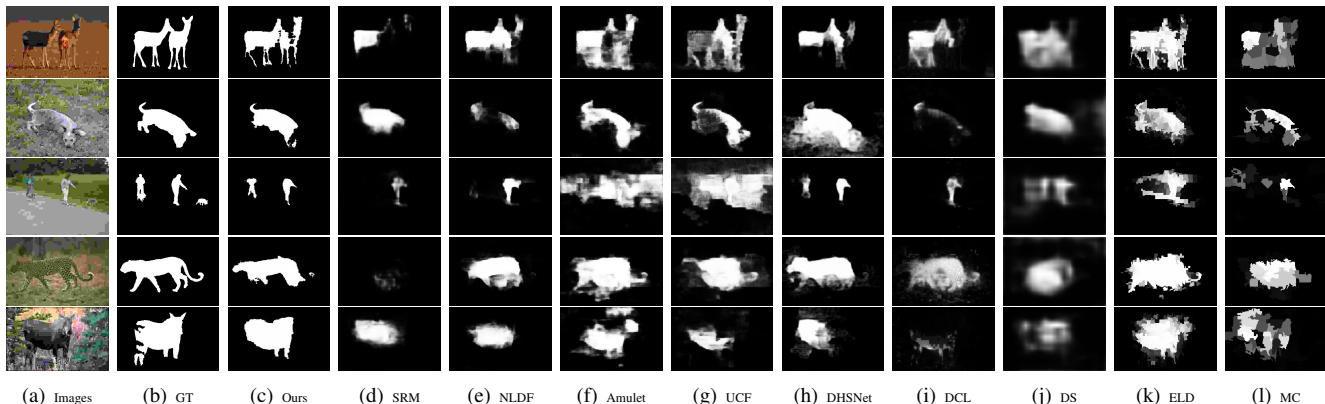 (a) Images (b) GT (c) Ours (d) SRM (e) NLDF (f) Amulet (g) UCF (h) DHSNet (i) DCL (j) DS (k) ELD (l) MC